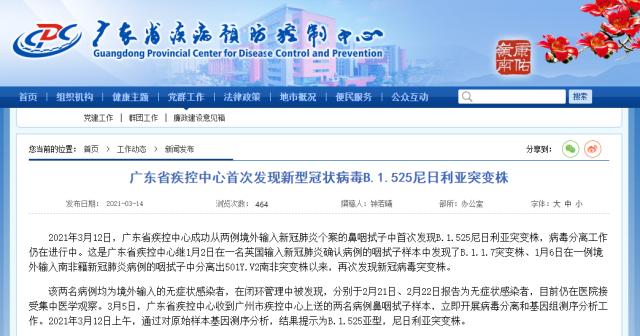 广东省疾病预防控制中心
Guangdong Provincial Center for Disease Control and Prevention
首页 | 组织机构 | 健康主题 | 党群工作 | 法律政策 | 地市概况 | 便民服务 | 公众互动 搜索
党建工作 | 群团工作 | 廉政建设意见箱
您当前的位置: 首页 > 工作动态 > 新闻发布 分享到:
广东省疾控中心首次发现新型冠状病毒B.1.525尼日利亚突变株
发布日期: 2021-03-14 浏览次数: 464 撰稿人: 钟若曦 部所: 办公室 字体: 大 中 小
2021年3月12日,广东省疾控中心成功从两例境外输入新冠肺炎个案的鼻咽拭子中首次发现B.1.525尼日利亚突变株,病毒分离工作
仍在进行中。这是广东省疾控中心继1月2日在一名英国输入新冠肺炎确认病例的咽拭子样本中发现了B.1.1.7突变株、1月6日在一例境
外输入南非籍新冠肺炎病例的咽拭子中分离出501Y.V2南非突变株以来,再次发现新冠病毒突变株。
该两名病例均为境外输入的无症状感染者,在闭环管理中被发现,分别于2月21日、2月22日报告为无症状感染者,目前仍在医院接
受集中医学观察。3月5日,广东省疾控中心收到广州市疾控中心上送的两名病例鼻咽拭子样本,立即开展病毒分离和基因组测序分析工
作。2021年3月12日上午,通过对原始样本基因测序分析,结果提示为B.1.525亚型,尼日利亚突变株。